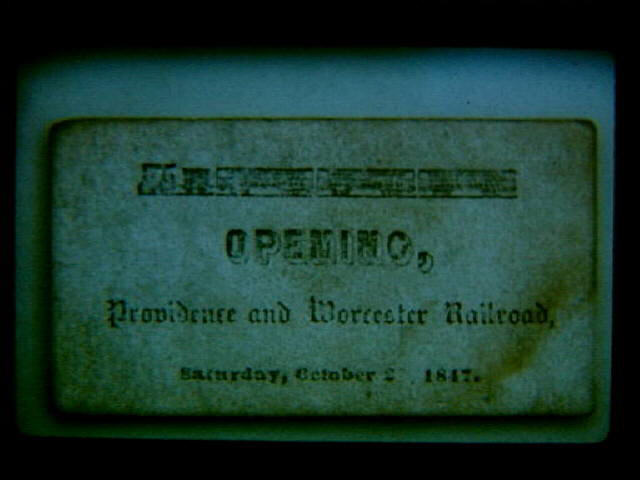 OPENING,
Providence and Worcester Railroad,
Saturday, October 2 1847.